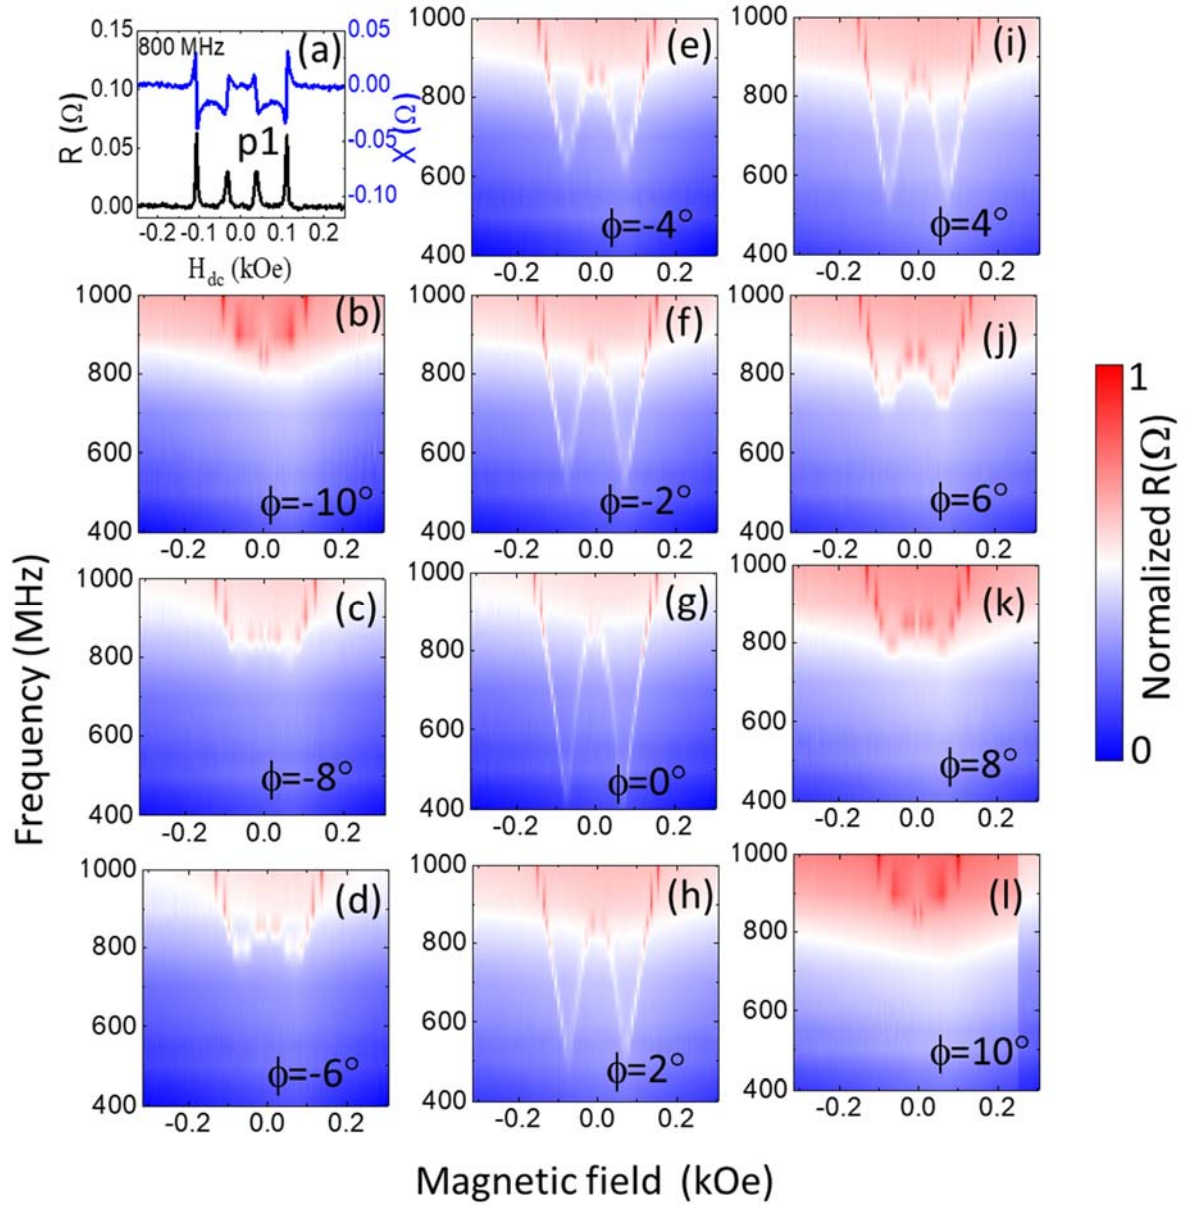 0.15
0.10
0.05
0.00
R (Ω)
800 MHz
(a)
p1
0.05
0.00
-0.05
-0.10
X (Ω)
-0.2 -0.1 0.0 0.1 0.2
Hdc (kOe)
1000
800
600
400
(e)
ϕ=-4°
-0.2 0.0 0.2
1000
800
600
400
(i)
ϕ=4°
-0.2 0.0 0.2
1000
800
600
400
(b)
ϕ=-10°
-0.2 0.0 0.2
1000
800
600
400
(f)
ϕ=-2°
-0.2 0.0 0.2
1000
800
600
400
(j)
ϕ=6°
-0.2 0.0 0.2
1000
800
600
400
(c)
ϕ=-8°
-0.2 0.0 0.2
1000
800
600
400
(g)
ϕ=0°
-0.2 0.0 0.2
1000
800
600
400
(k)
ϕ=8°
-0.2 0.0 0.2
1000
800
600
400
(d)
ϕ=-6°
-0.2 0.0 0.2
1000
800
600
400
(h)
ϕ=2°
-0.2 0.0 0.2
1000
800
600
400
(l)
ϕ=10°
-0.2 0.0 0.2
1
0
Normalized R(Ω)
Frequency (MHz)
Magnetic field (kOe)